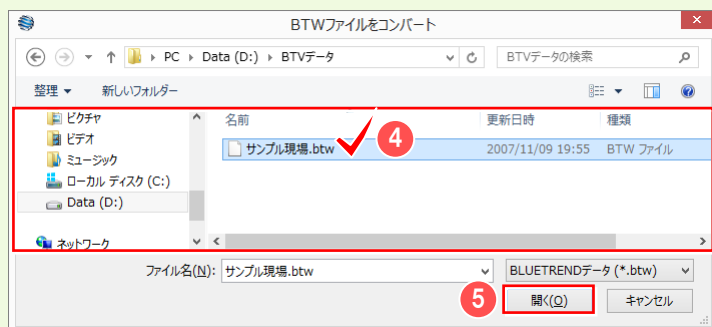 BTWファイルをコンバート
PC ▸ Data (D:) ▸ BTVデータ
BTVデータの検索
整理 新しいフォルダー
ピクチャ
ビデオ
ミュージック
ローカル ディスク (C:)
Data (D:)
ネットワーク
名前 更新日時 種類
サンプル現場.btw 2007/11/09 19:55 BTW ファイル
4
ファイル名(N): サンプル現場.btw BLUETRENDデータ (*.btw)
5 開く(O) キャンセル